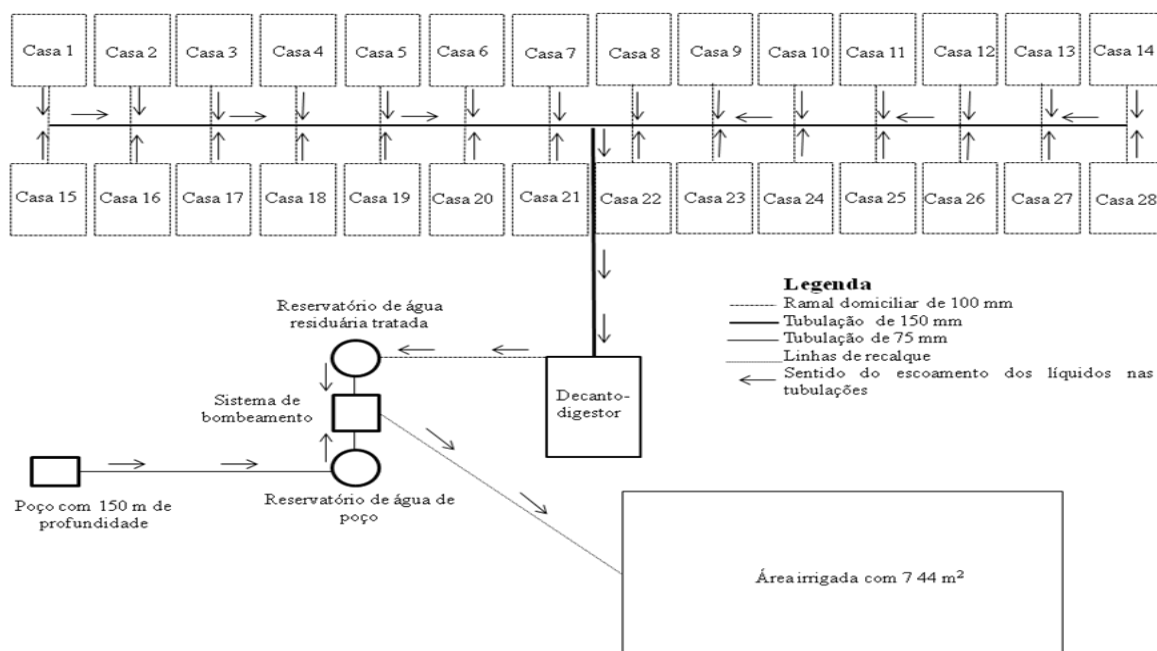 Casa 1
Casa 2
Casa 3
Casa 4
Casa 5
Casa 6
Casa 7
Casa 8
Casa 9
Casa 10
Casa 11
Casa 12
Casa 13
Casa 14
Casa 15
Casa 16
Casa 17
Casa 18
Casa 19
Casa 20
Casa 21
Casa 22
Casa 23
Casa 24
Casa 25
Casa 26
Casa 27
Casa 28
Legenda
Ramal domiciliar de 100 mm
Tubulação de 150 mm
Tubulação de 75 mm
Linhas de recalque
Sentido do escoamento dos líquidos nas
tubulações
Reservatório de água
residuária tratada
Decanto-
digestor
Sistema de
bombeamento
Poço com 150 m de
profundidade
Reservatório de água de
poço
Área irrigada com 7 44 m²